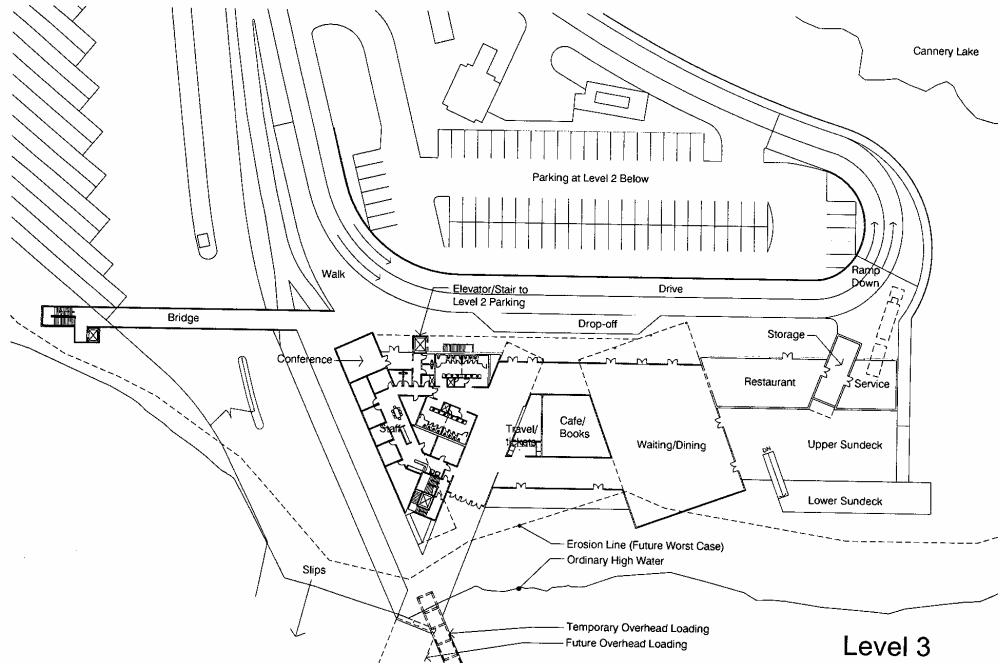 Cannery Lake
Parking at Level 2 Below
Walk
Ramp
Down
Elevator/Stair to
Level 2 Parking
Drive
Bridge
Drop-off
Storage
Conference
Restaurant
Service
Staff
Travel/
tickets
Cafe/
Books
Waiting/Dining
Upper Sundeck
DN
Lower Sundeck
Erosion Line (Future Worst Case)
Ordinary High Water
Slips
Temporary Overhead Loading
Future Overhead Loading
Level 3